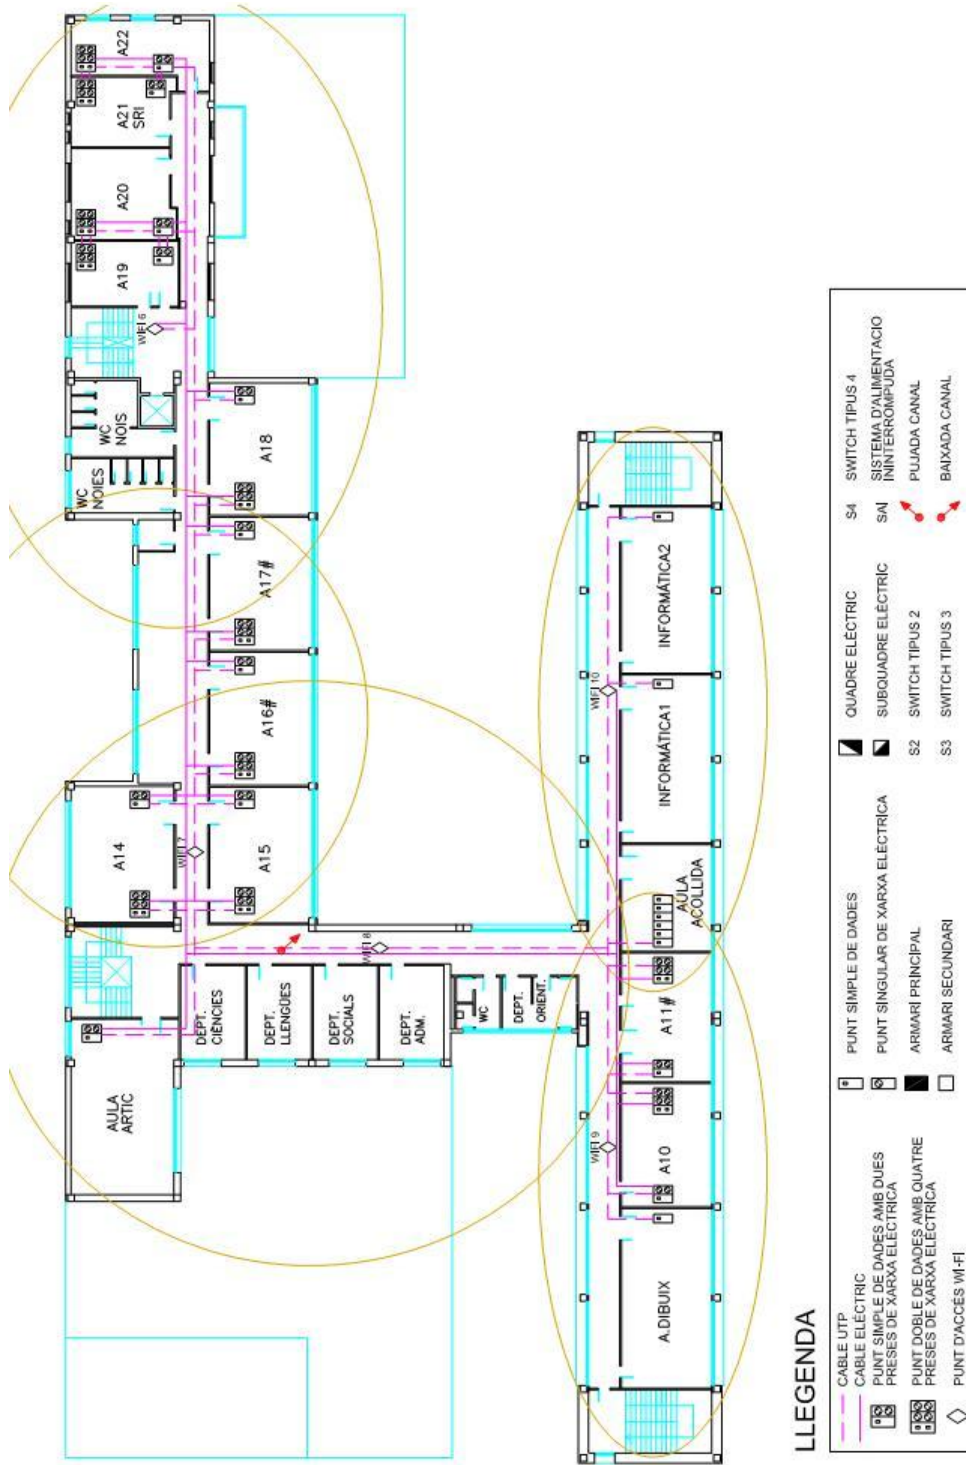 A22
A21
SRI
A20
A19
WIFI 6
WC
NOIS
WC
NOIES
A18
A17#
A16#
A15
A14
WIFI 7
WIFI 8
AULA
ARTIC
DEPT.
CIÈNCIES
DEPT.
LLENGÜES
DEPT.
SOCIALS
DEPT.
ADM.
WC
DEPT.
ORIENT.
INFORMÁTICA2
WIFI 10
INFORMÁTICA1
AULA
ACOLLIDA
A11#
A10
WIFI 9
A.DIBUIX
LLEGENDA
CABLE UTP
CABLE ELÈCTRIC
PUNT SIMPLE DE DADES AMB DUES
PRESES DE XARXA ELÈCTRICA
PUNT DOBLE DE DADES AMB QUATRE
PRESES DE XARXA ELÈCTRICA
PUNT D'ACCÉS WI-FI
PUNT SIMPLE DE DADES
PUNT SINGULAR DE XARXA ELÈCTRICA
ARMARI PRINCIPAL
ARMARI SECUNDARI
QUADRE ELÈCTRIC
SUBQUADRE ELÈCTRIC
S2 SWITCH TIPUS 2
S3 SWITCH TIPUS 3
S4 SWITCH TIPUS 4
SAI SISTEMA D'ALIMENTACIO
ININTERROMPUDA
PUJADA CANAL
BAIXADA CANAL